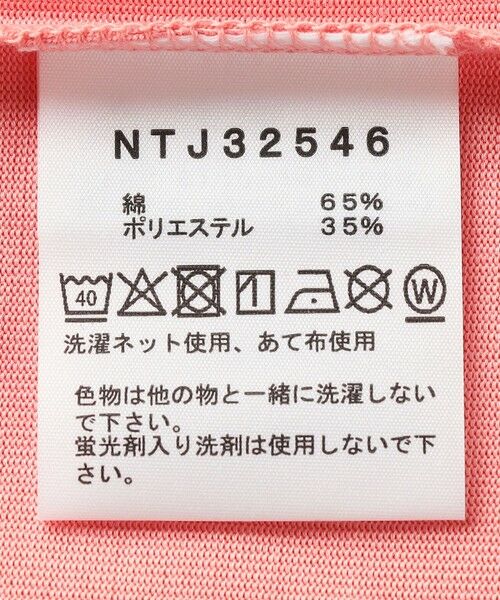 NTJ32546
綿 65%
ポリエステル 35%
40 W
洗濯ネット使用、あて布使用
色物は他の物と一緒に洗濯しない
で下さい。
蛍光剤入り洗剤は使用しないで下
さい。